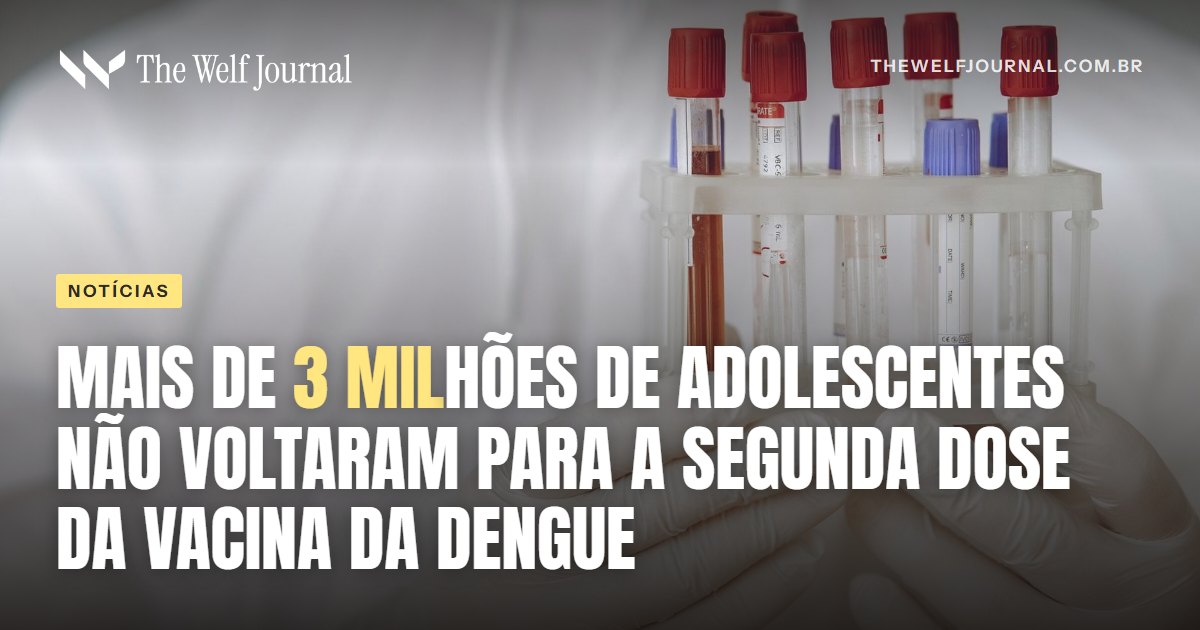 The Welf Journal
THEWELFJOURNAL.COM.BR
NOTÍCIAS
MAIS DE 3 MILHÕES DE ADOLESCENTES
NÃO VOLTARAM PARA A SEGUNDA DOSE
DA VACINA DA DENGUE